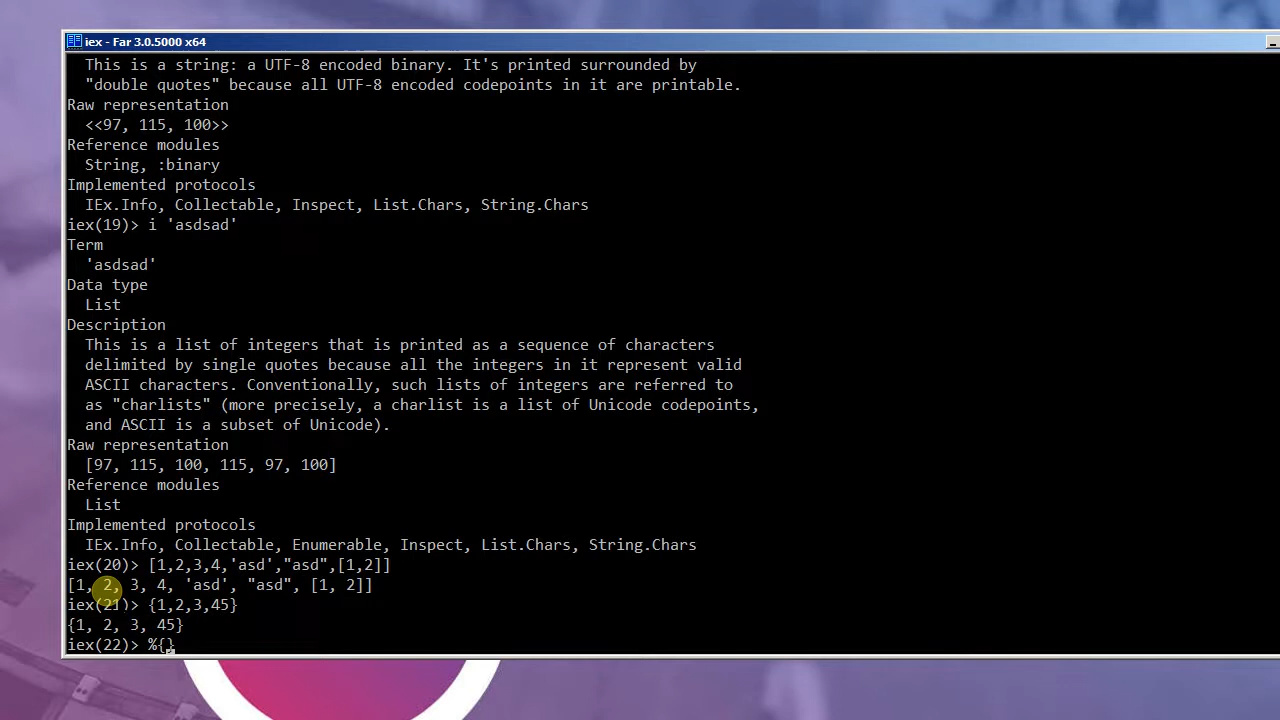 iex - Far 3.0.5000 x64
This is a string: a UTF-8 encoded binary. It's printed surrounded by
"double quotes" because all UTF-8 encoded codepoints in it are printable.
Raw representation
<<97, 115, 100>>
Reference modules
String, :binary
Implemented protocols
IEx.Info, Collectable, Inspect, List.Chars, String.Chars
iex(19)> i 'asdsad'
Term
'asdsad'
Data type
List
Description
This is a list of integers that is printed as a sequence of characters
delimited by single quotes because all the integers in it represent valid
ASCII characters. Conventionally, such lists of integers are referred to
as "charlists" (more precisely, a charlist is a list of Unicode codepoints,
and ASCII is a subset of Unicode).
Raw representation
[97, 115, 100, 115, 97, 100]
Reference modules
List
Implemented protocols
IEx.Info, Collectable, Enumerable, Inspect, List.Chars, String.Chars
iex(20)> [1,2,3,4,'asd',"asd",[1,2]]
[1, 2, 3, 4, 'asd', "asd", [1, 2]]
iex(21)> {1,2,3,45}
{1, 2, 3, 45}
iex(22)> %{}